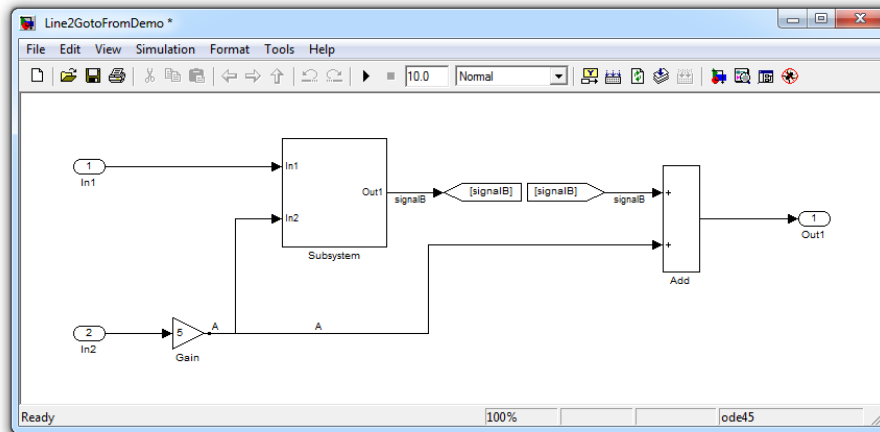 Line2GotoFromDemo *
File Edit View Simulation Format Tools Help
10.0 Normal
1
In1
In1
In2
Out1
Subsystem
signalB
[signalB]
[signalB]
signalB
+
+
Add
1
Out1
2
In2
5
Gain
A
A
Ready 100% ode45